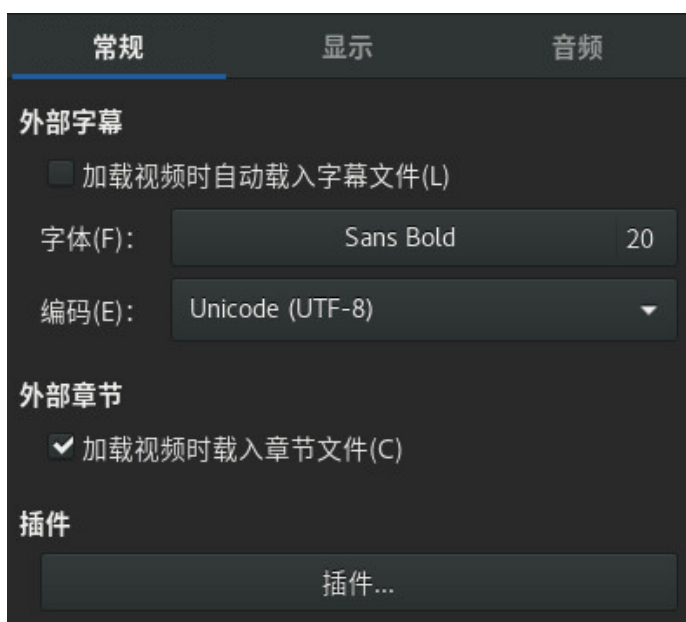 常规 显示 音频
外部字幕
加载视频时自动载入字幕文件(L)
字体(F): Sans Bold 20
编码(E): Unicode (UTF-8)
外部章节
加载视频时载入章节文件(C)
插件
插件...